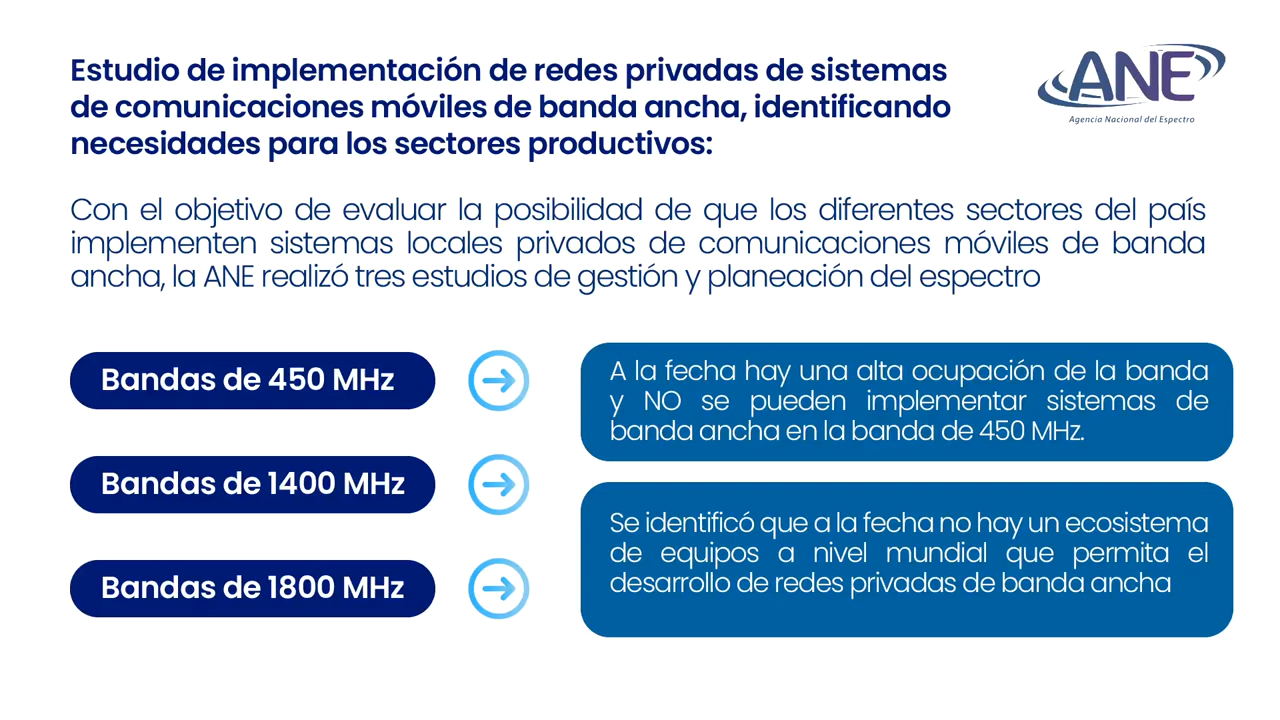 Estudio de implementación de redes privadas de sistemas
de comunicaciones móviles de banda ancha, identificando
necesidades para los sectores productivos:
ANE
Agencia Nacional del Espectro
Con el objetivo de evaluar la posibilidad de que los diferentes sectores del país
implementen sistemas locales privados de comunicaciones móviles de banda
ancha, la ANE realizó tres estudios de gestión y planeación del espectro
Bandas de 450 MHz
A la fecha hay una alta ocupación de la banda
y NO se pueden implementar sistemas de
banda ancha en la banda de 450 MHz.
Bandas de 1400 MHz
Bandas de 1800 MHz
Se identificó que a la fecha no hay un ecosistema
de equipos a nivel mundial que permita el
desarrollo de redes privadas de banda ancha